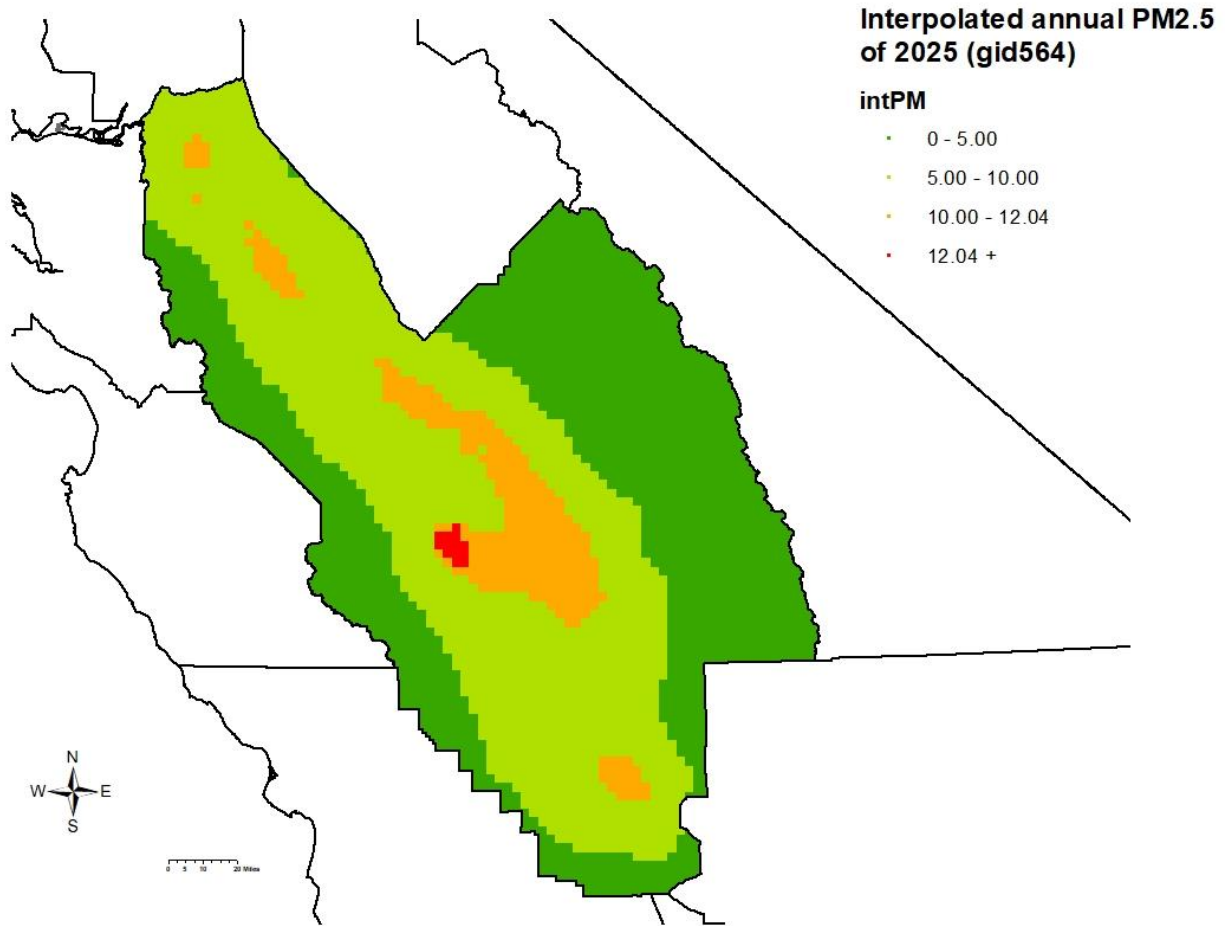 Interpolated annual PM2.5
of 2025 (gid564)
intPM
0 - 5.00
5.00 - 10.00
10.00 - 12.04
12.04 +
N
W E
S
0 5 10 20 Miles